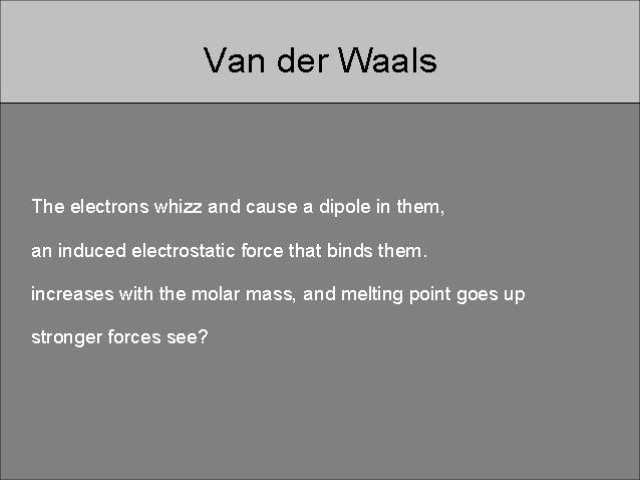 Van der Waals
The electrons whizz and cause a dipole in them,
an induced electrostatic force that binds them.
increases with the molar mass, and melting point goes up
stronger forces see?